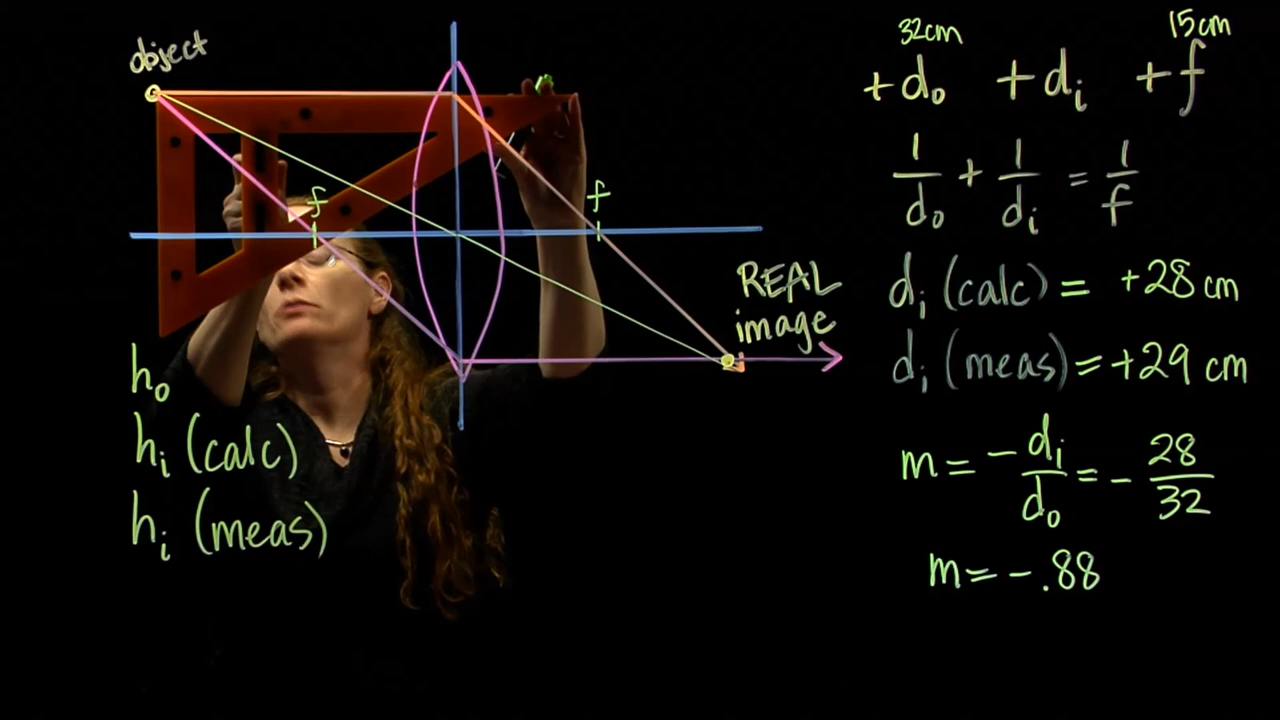 object
f
f
REAL
image
h₀
hᵢ (calc)
hᵢ (meas)
32cm 15cm
+d₀ +dᵢ +f
1/d₀ + 1/dᵢ = 1/f
dᵢ (calc) = +28 cm
dᵢ (meas) = +29 cm
m = - dᵢ/d₀ = - 28/32
m = - .88